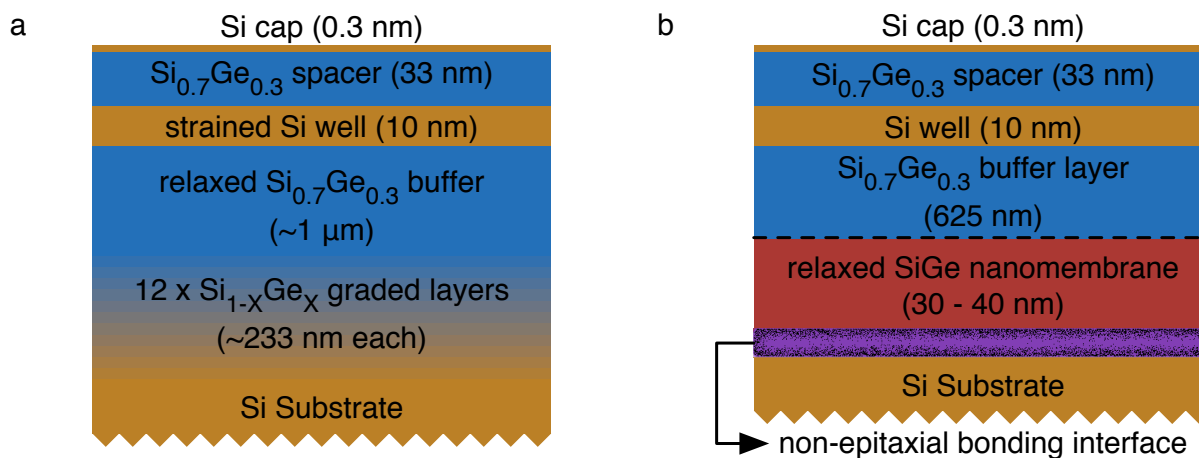 a
Si cap (0.3 nm)
Si0.7Ge0.3 spacer (33 nm)
strained Si well (10 nm)
relaxed Si0.7Ge0.3 buffer
(~1 µm)
12 x Si1-XGeX graded layers
(~233 nm each)
Si Substrate
b
Si cap (0.3 nm)
Si0.7Ge0.3 spacer (33 nm)
Si well (10 nm)
Si0.7Ge0.3 buffer layer
(625 nm)
relaxed SiGe nanomembrane
(30 - 40 nm)
Si Substrate
non-epitaxial bonding interface